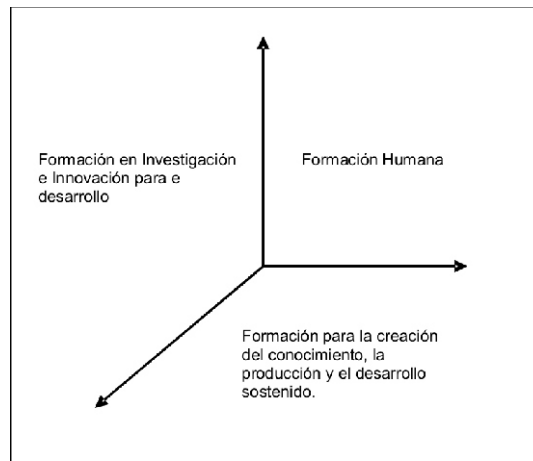 Formación en Investigación
e Innovación para e
desarrollo
Formación Humana
Formación para la creación
del conocimiento, la
producción y el desarrollo
sostenido.